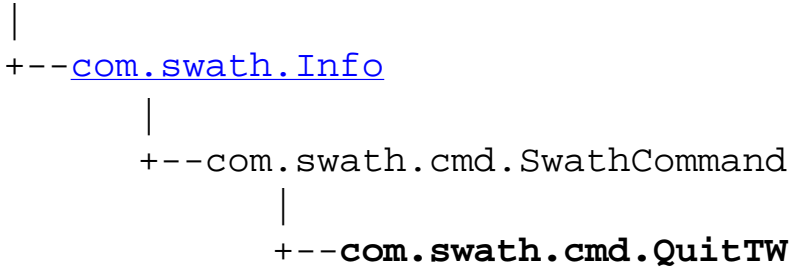 |
+--com.swath.Info
|
+--com.swath.cmd.SwathCommand
|
+--com.swath.cmd.QuitTW